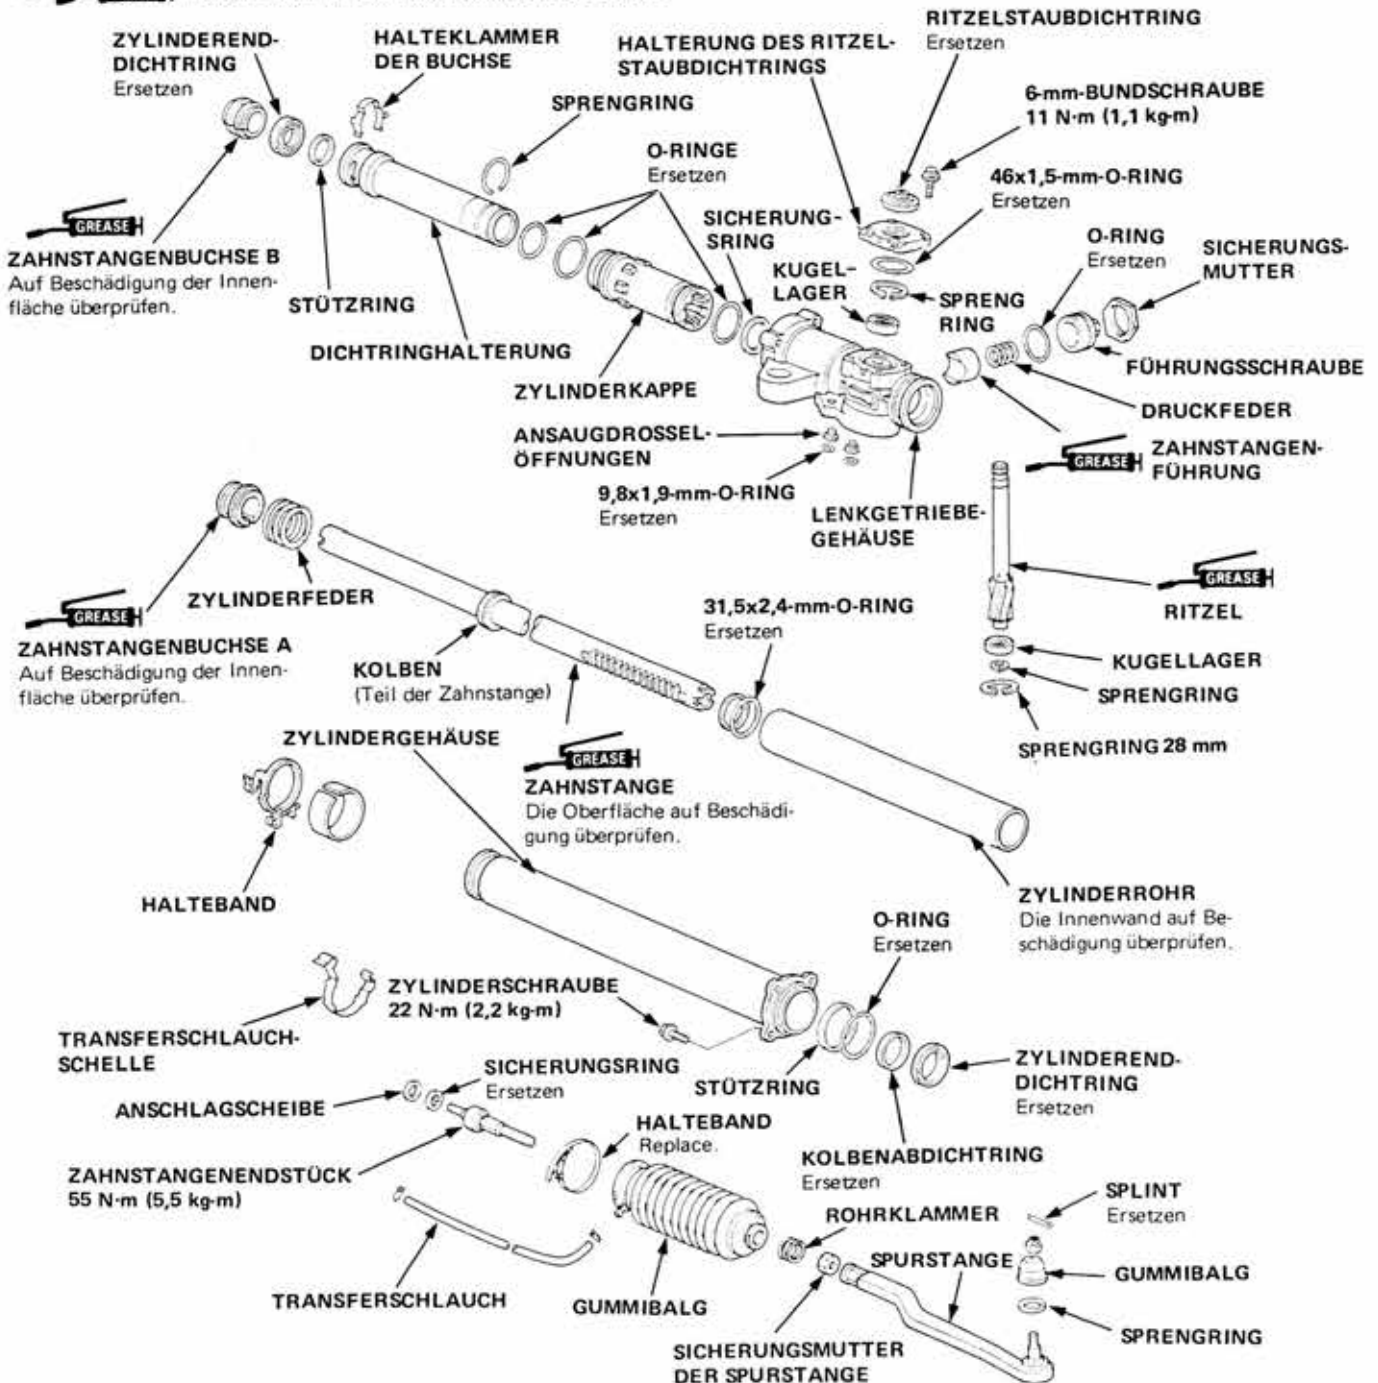 ZYLINDEREND-
DICHTRING
Ersetzen
HALTEKLAMMER
DER BUCHSE
SPRENGRING
HALTERUNG DES RITZEL-
STAUBDICHTRINGS
RITZELSTAUBDICHTRING
Ersetzen
6-mm-BUNDSCHRAUBE
11 N·m (1,1 kg-m)
O-RINGE
Ersetzen
46x1,5-mm-O-RING
Ersetzen
SICHERUNG-
SRING
KUGEL-
LAGER
SPRENG
RING
O-RING
Ersetzen
SICHERUNGS-
MUTTER
GREASE
ZAHNSTANGENBUCHSE B
Auf Beschädigung der Innen-
fläche überprüfen.
STÜTZRING
DICHTRINGHALTERUNG
ZYLINDERKAPPE
FÜHRUNGSSCHRAUBE
DRUCKFEDER
GREASE
ZAHNSTANGEN-
FÜHRUNG
ANSAUGDROSSEL-
ÖFFNUNGEN
9,8x1,9-mm-O-RING
Ersetzen
LENKGETRIEBE-
GEHÄUSE
GREASE
RITZEL
KUGELLAGER
SPRENGRING
SPRENGRING 28 mm
GREASE
ZAHNSTANGENBUCHSE A
Auf Beschädigung der Innen-
fläche überprüfen.
ZYLINDERFEDER
KOLBEN
(Teil der Zahnstange)
31,5x2,4-mm-O-RING
Ersetzen
ZYLINDERGEHÄUSE
GREASE
ZAHNSTANGE
Die Oberfläche auf Beschädi-
gung überprüfen.
HALTEBAND
ZYLINDERROHR
Die Innenwand auf Be-
schädigung überprüfen.
O-RING
Ersetzen
TRANSFERSCHLAUCH-
SCHELLE
ZYLINDERSCHRAUBE
22 N·m (2,2 kg-m)
STÜTZRING
ZYLINDEREND-
DICHTRING
Ersetzen
SICHERUNGSRING
Ersetzen
ANSCHLAGSCHEIBE
HALTEBAND
Replace.
KOLBENABDICHTRING
Ersetzen
ZAHNSTANGENENDSTÜCK
55 N·m (5,5 kg-m)
SPLINT
Ersetzen
ROHRKLAMMER
SPURSTANGE
GUMMIBALG
TRANSFERSCHLAUCH
GUMMIBALG
SPRENGRING
SICHERUNGSMUTTER
DER SPURSTANGE